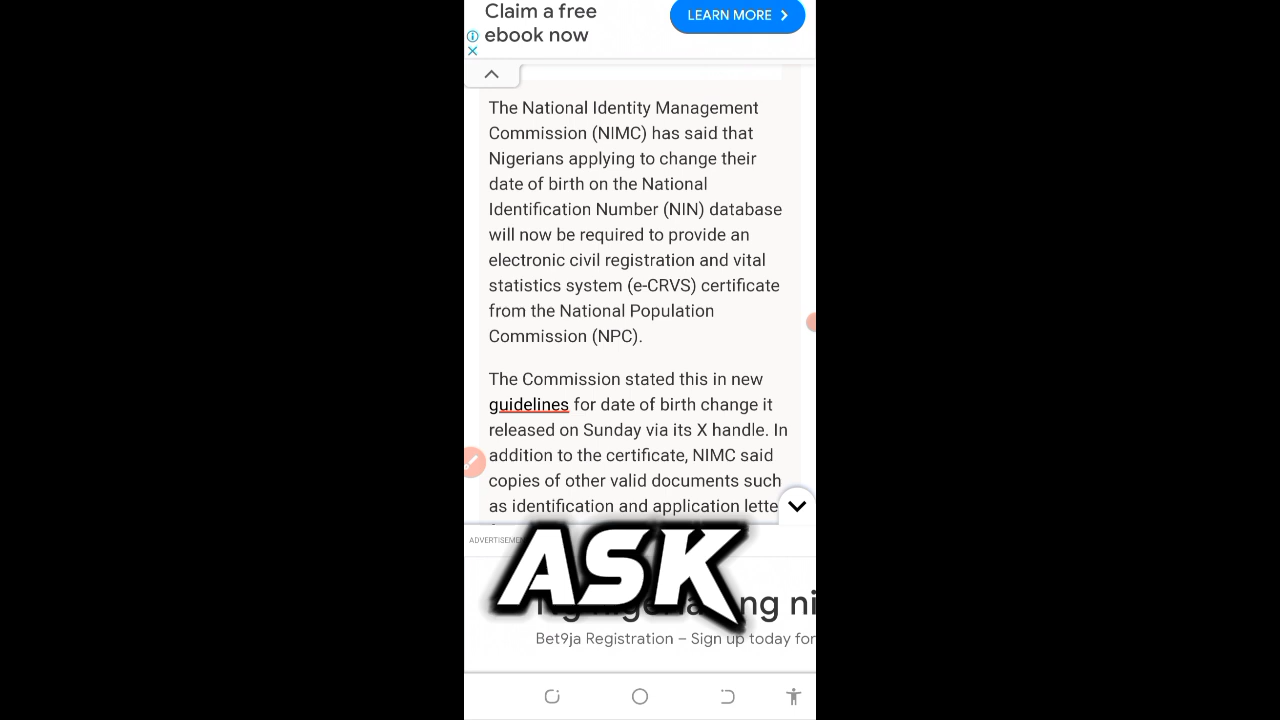 Claim a free
ebook now
LEARN MORE
The National Identity Management
Commission (NIMC) has said that
Nigerians applying to change their
date of birth on the National
Identification Number (NIN) database
will now be required to provide an
electronic civil registration and vital
statistics system (e-CRVS) certificate
from the National Population
Commission (NPC).
The Commission stated this in new
guidelines for date of birth change it
released on Sunday via its X handle. In
addition to the certificate, NIMC said
copies of other valid documents such
as identification and application lette
ASK
ng ni
Bet9ja Registration – Sign up today for